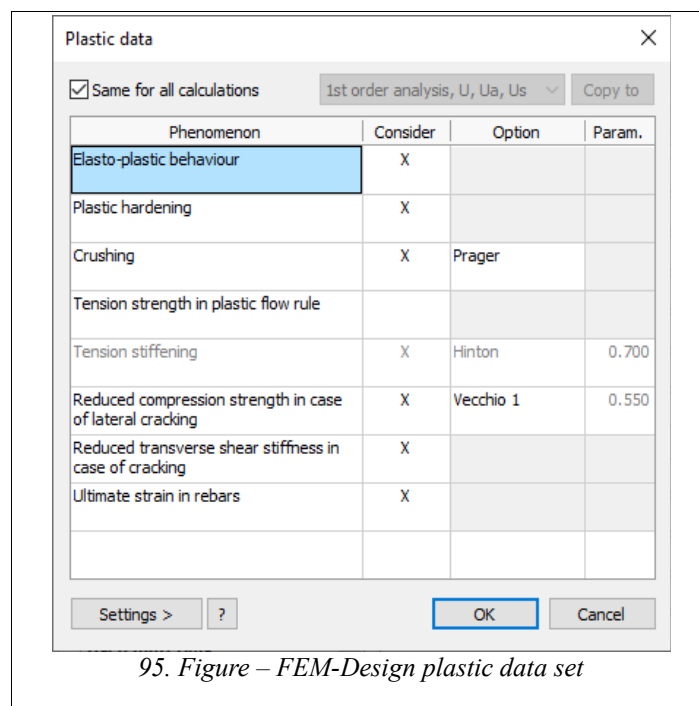 Plastic data
Same for all calculations 1st order analysis, U, Ua, Us Copy to
Phenomenon Consider Option Param.
Elasto-plastic behaviour X
Plastic hardening X
Crushing X Prager
Tension strength in plastic flow rule
Tension stiffening X Hinton 0.700
Reduced compression strength in case X Vecchio 1 0.550
of lateral cracking
Reduced transverse shear stiffness in X
case of cracking
Ultimate strain in rebars X
Settings > ? OK Cancel
95. Figure – FEM-Design plastic data set